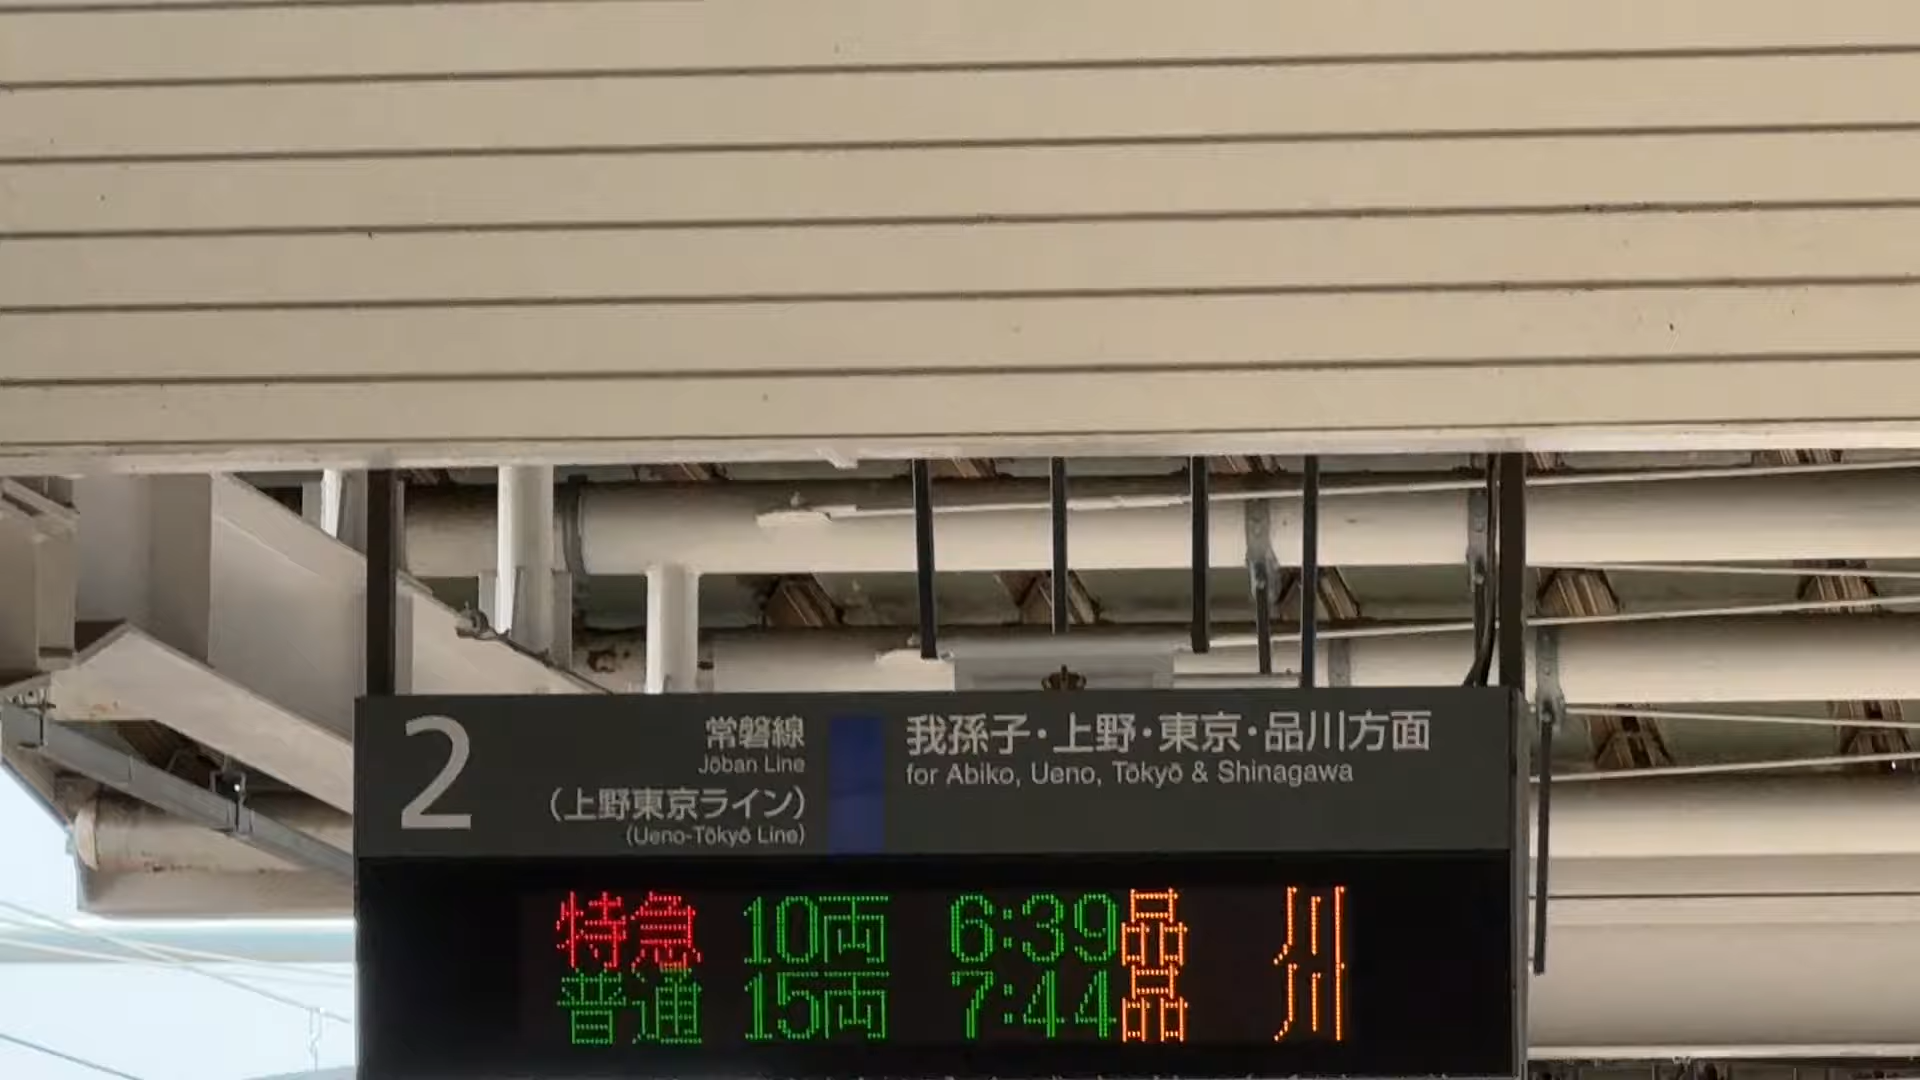 2
常磐線
Jōban Line
(上野東京ライン)
(Ueno-Tōkyō Line)
我孫子・上野・東京・品川方面
for Abiko, Ueno, Tōkyō & Shinagawa
特急 10両 6:39 品川
普通 15両 7:44 品川